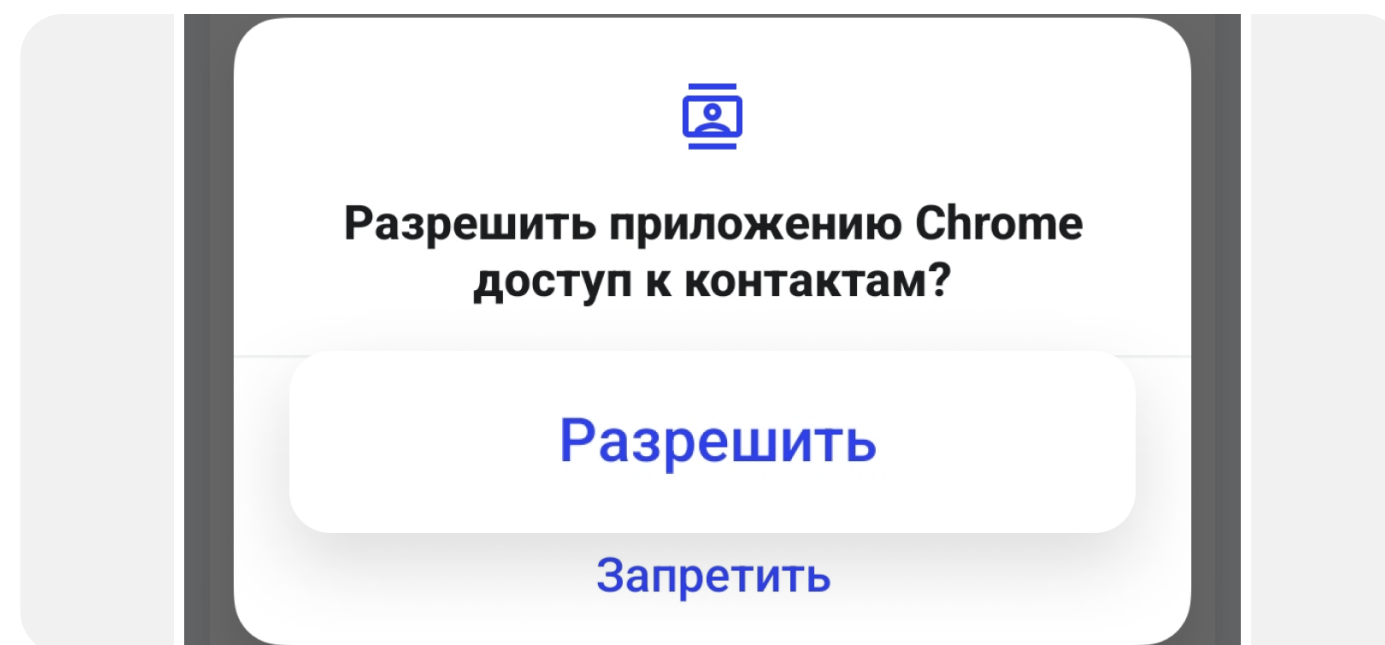 Разрешить приложению Chrome
доступ к контактам?
Разрешить
Запретить